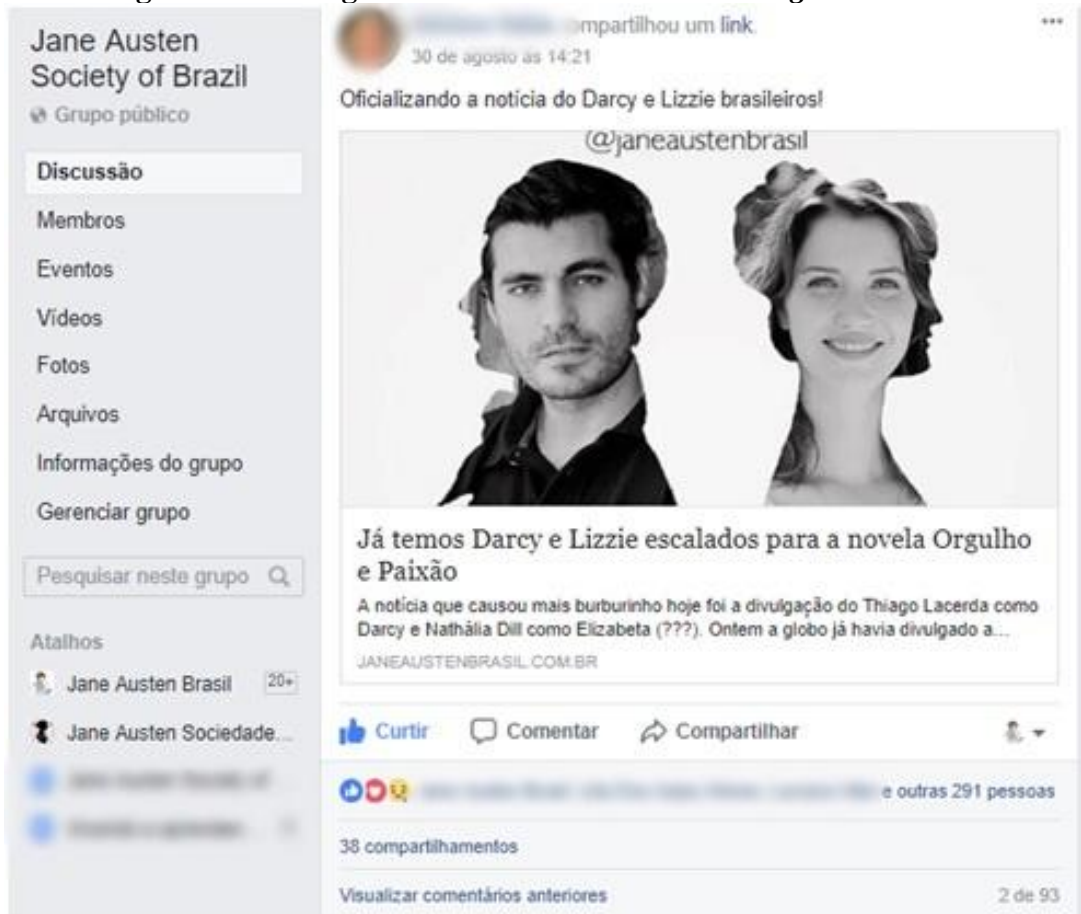 Jane Austen
Society of Brazil
Grupo público
Discussão
Membros
Eventos
Vídeos
Fotos
Arquivos
Informações do grupo
Gerenciar grupo
Pesquisar neste grupo
Atalhos
Jane Austen Brasil 20+
Jane Austen Sociedade...
compartilhou um link.
30 de agosto às 14:21
Oficializando a notícia do Darcy e Lizzie brasileiros!
@janeaustenbrasil
Já temos Darcy e Lizzie escalados para a novela Orgulho
e Paixão
A notícia que causou mais burburinho hoje foi a divulgação do Thiago Lacerda como
Darcy e Nathália Dill como Elizabeta (???). Ontem a globo já havia divulgado a...
JANEAUSTENBRASIL.COM.BR
Curtir Comentar Compartilhar
e outras 291 pessoas
38 compartilhamentos
Visualizar comentários anteriores 2 de 93